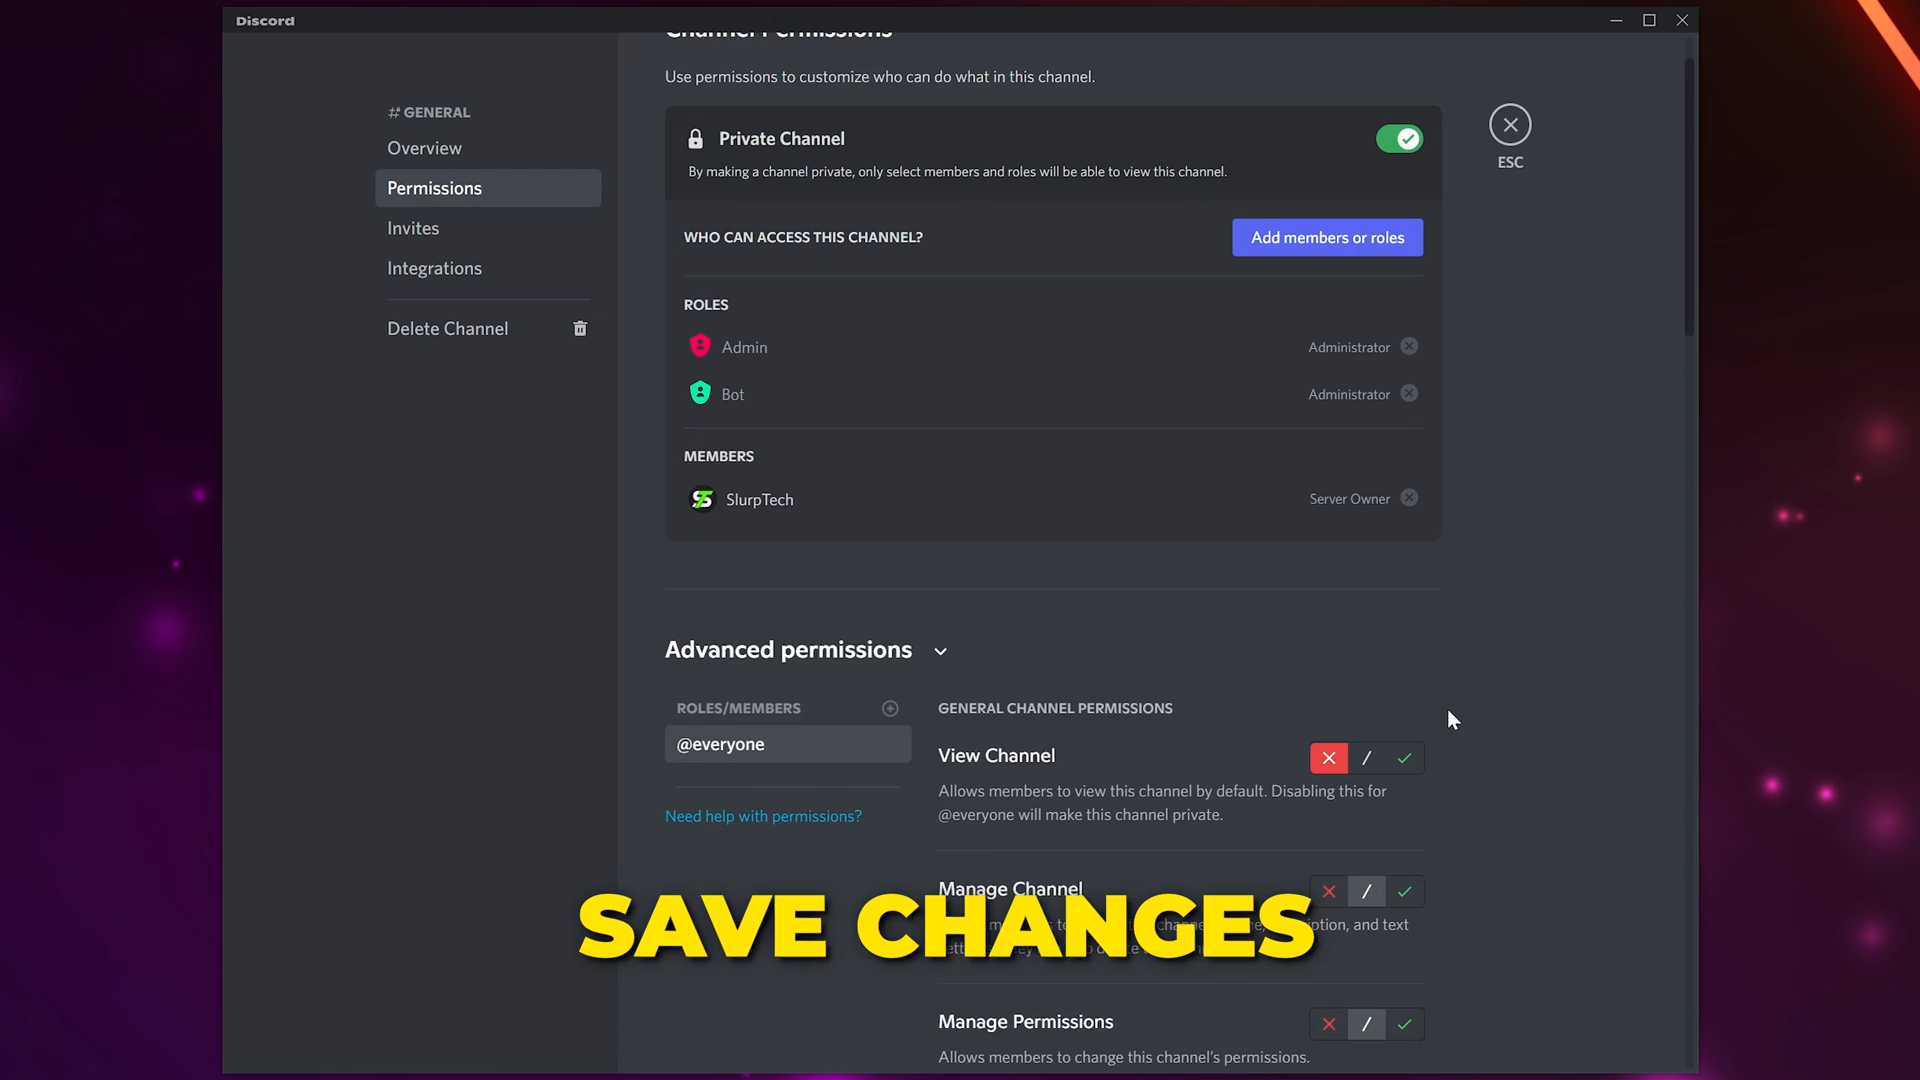 Discord
Channel Permissions
Use permissions to customize who can do what in this channel.
GENERAL
Overview
Permissions
Invites
Integrations
Delete Channel
Private Channel
By making a channel private, only select members and roles will be able to view this channel.
ESC
WHO CAN ACCESS THIS CHANNEL?
Add members or roles
ROLES
Admin
Administrator
Bot
Administrator
MEMBERS
SlurpTech
Server Owner
Advanced permissions
ROLES/MEMBERS
@everyone
Need help with permissions?
GENERAL CHANNEL PERMISSIONS
View Channel
Allows members to view this channel by default. Disabling this for
@everyone will make this channel private.
Manage Channel
and text
SAVE CHANGES
Manage Permissions
Allows members to change this channel's permissions.